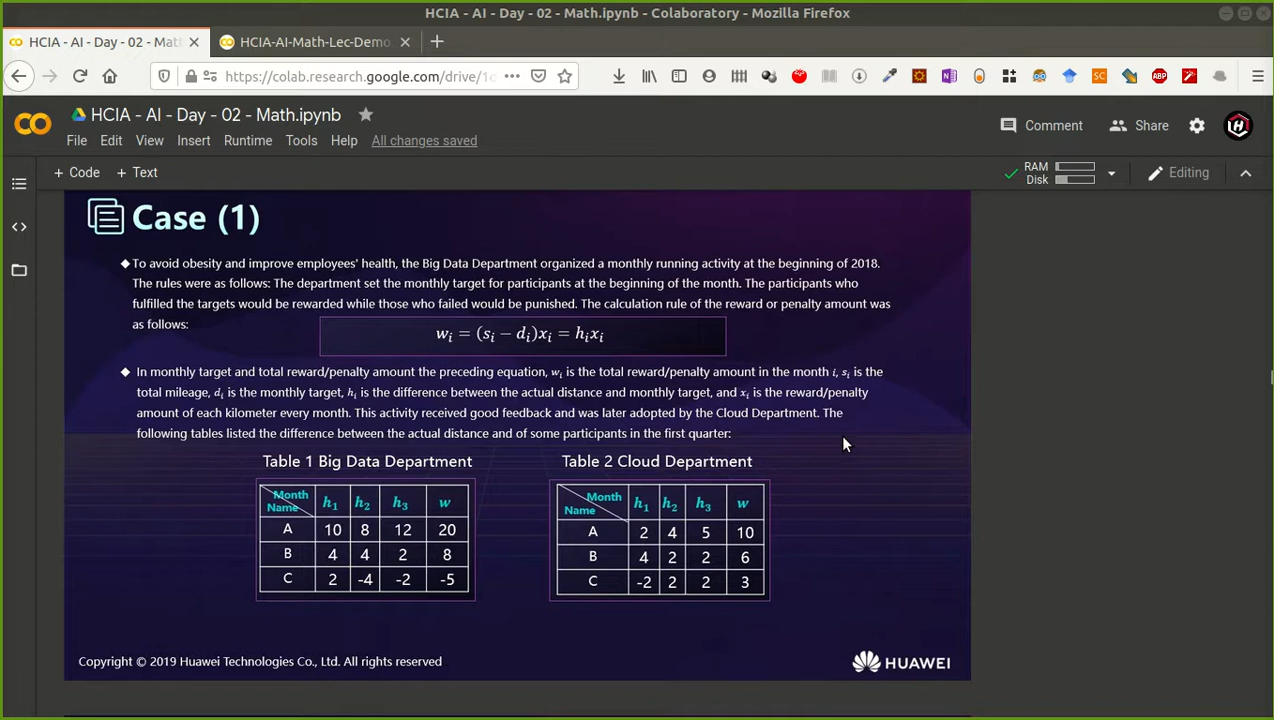 HCIA - AI - Day - 02 - Math.ipynb - Colaboratory - Mozilla Firefox
HCIA - AI - Day - 02 - Mat
HCIA-AI-Math-Lec-Demo
https://colab.research.google.com/drive/1
HCIA - AI - Day - 02 - Math.ipynb
File Edit View Insert Runtime Tools Help All changes saved
Comment Share
+ Code + Text
RAM
Disk
Editing
Case (1)
To avoid obesity and improve employees' health, the Big Data Department organized a monthly running activity at the beginning of 2018.
The rules were as follows: The department set the monthly target for participants at the beginning of the month. The participants who
fulfilled the targets would be rewarded while those who failed would be punished. The calculation rule of the reward or penalty amount was
as follows:
wᵢ = (sᵢ − dᵢ)xᵢ = hᵢxᵢ
In monthly target and total reward/penalty amount the preceding equation, wᵢ is the total reward/penalty amount in the month i, sᵢ is the
total mileage, dᵢ is the monthly target, hᵢ is the difference between the actual distance and monthly target, and xᵢ is the reward/penalty
amount of each kilometer every month. This activity received good feedback and was later adopted by the Cloud Department. The
following tables listed the difference between the actual distance and of some participants in the first quarter:
Table 1 Big Data Department
Month
Name
h₁ h₂ h₃ w
A 10 8 12 20
B 4 4 2 8
C 2 -4 -2 -5
Table 2 Cloud Department
Month
Name
h₁ h₂ h₃ w
A 2 4 5 10
B 4 2 2 6
C -2 2 2 3
Copyright © 2019 Huawei Technologies Co., Ltd. All rights reserved
HUAWEI